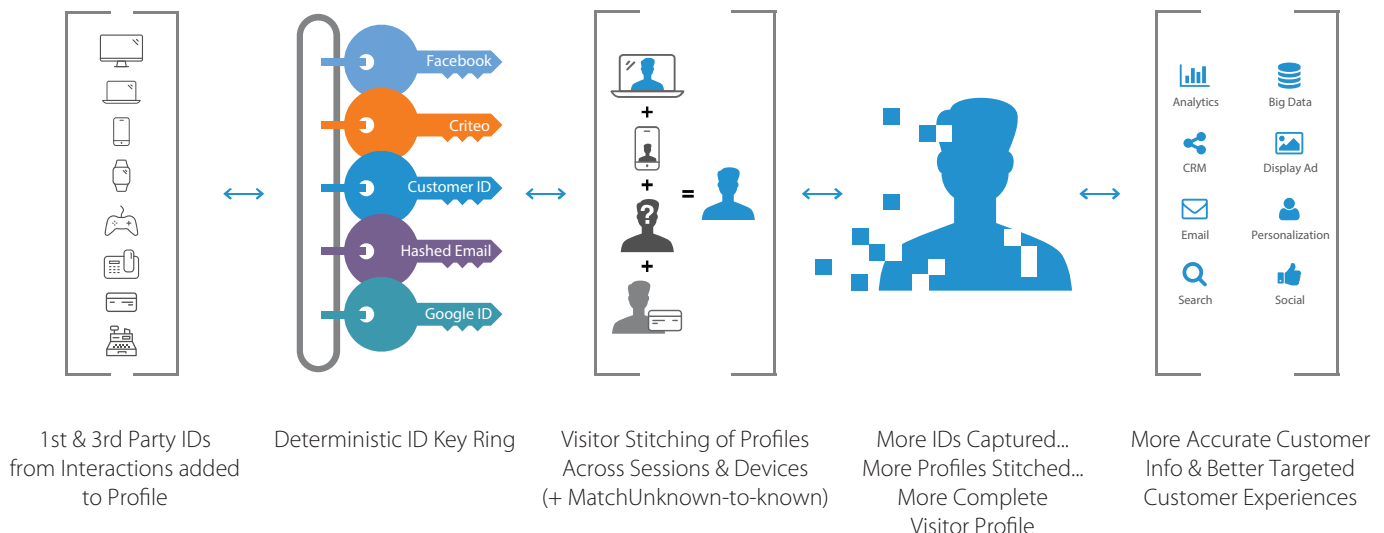 Facebook
Criteo
Customer ID
Hashed Email
Google ID
+
+
?
=
+
Analytics
Big Data
CRM
Display Ad
Email
Personalization
Search
Social
1st & 3rd Party IDs
from Interactions added
to Profile
Deterministic ID Key Ring
Visitor Stitching of Profiles
Across Sessions & Devices
(+ MatchUnknown-to-known)
More IDs Captured...
More Profiles Stitched...
More Complete
Visitor Profile
More Accurate Customer
Info & Better Targeted
Customer Experiences